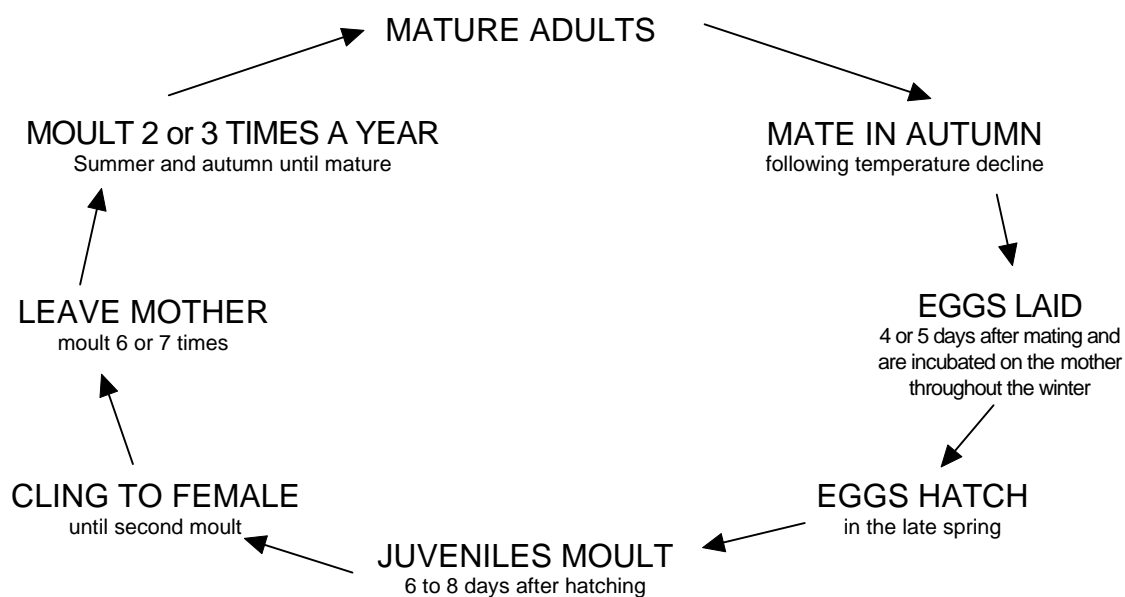 MATURE ADULTS
MATE IN AUTUMN
following temperature decline
EGGS LAID
4 or 5 days after mating and
are incubated on the mother
throughout the winter
EGGS HATCH
in the late spring
JUVENILES MOULT
6 to 8 days after hatching
CLING TO FEMALE
until second moult
LEAVE MOTHER
moult 6 or 7 times
MOULT 2 or 3 TIMES A YEAR
Summer and autumn until mature